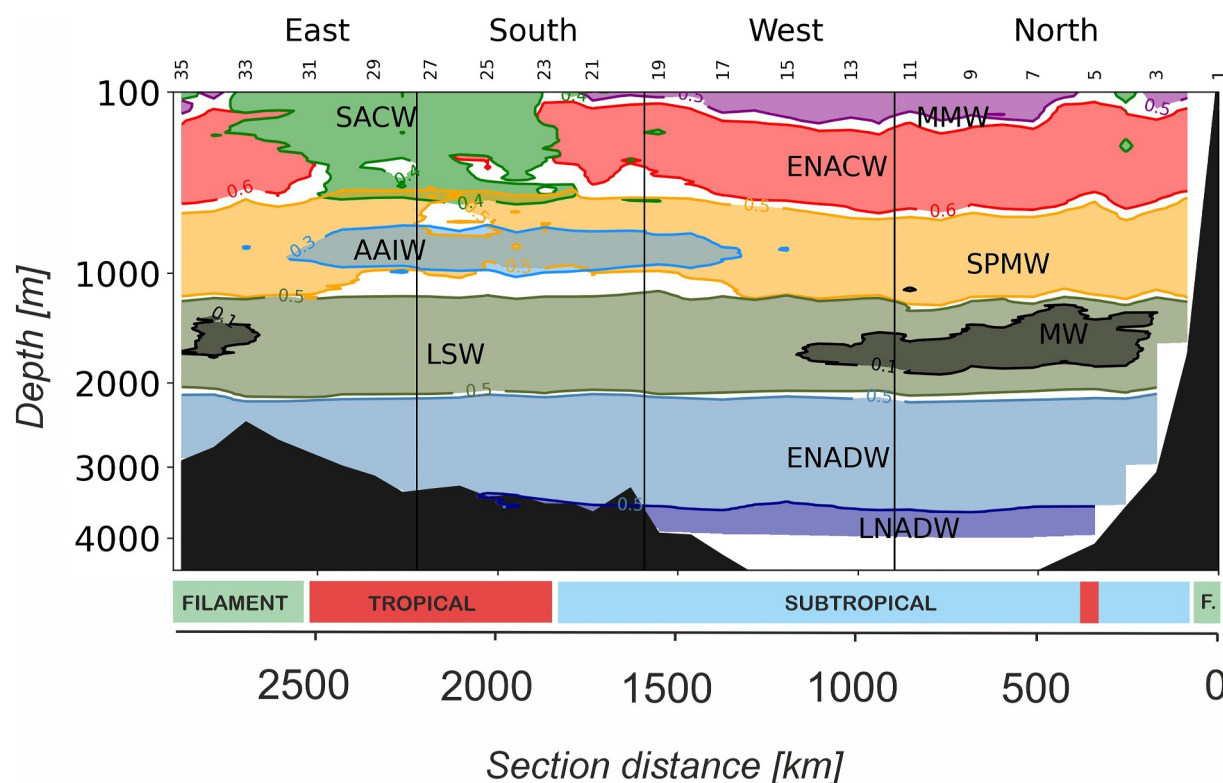 East South West North
35 33 31 29 27 25 23 21 19 17 15 13 11 9 7 5 3 1
100
1000
2000
3000
4000
Depth [m]
0.4 0.5 0.5
SACW MMW
ENACW
0.4
0.6 0.4 0.5 0.6
0.5
0.3 AAIW 0.5 SPMW
0.5
0.1 MW
LSW 0.1
0.5 0.5
ENADW
0.5
LNADW
FILAMENT TROPICAL SUBTROPICAL F.
2500 2000 1500 1000 500 0
Section distance [km]